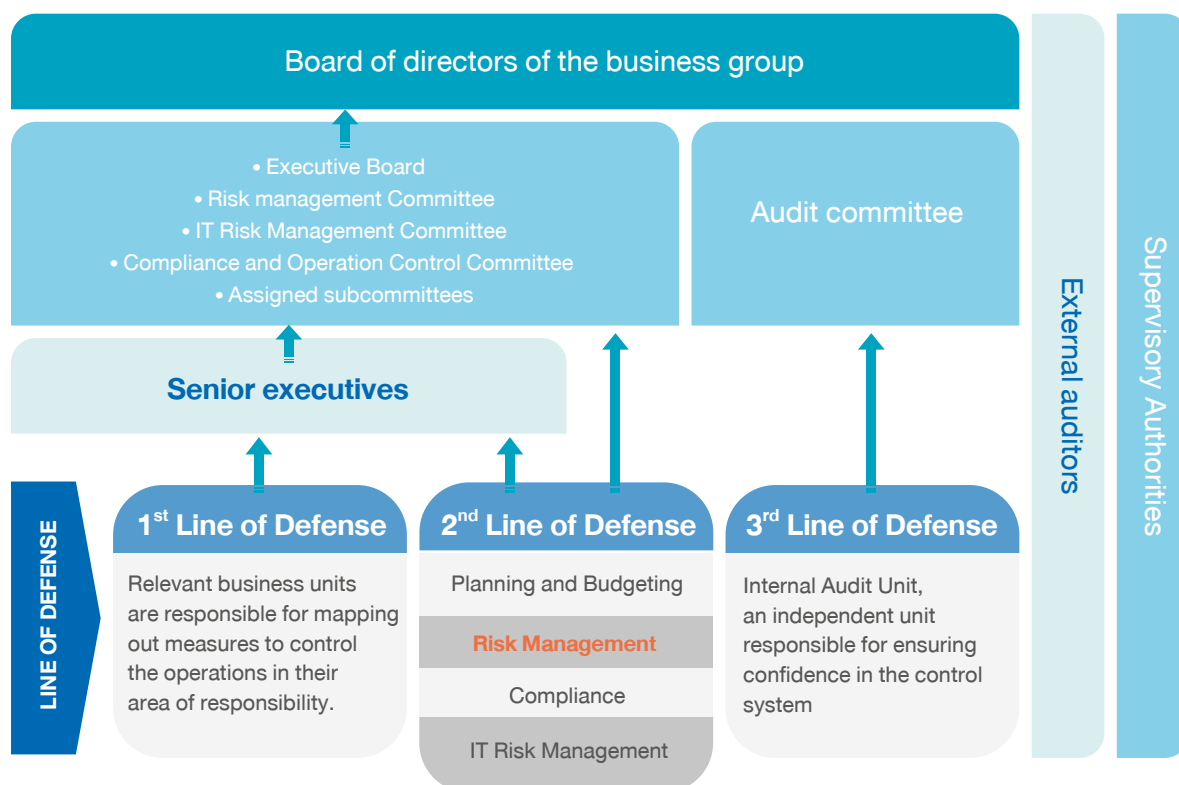 Board of directors of the business group
• Executive Board
• Risk management Committee
• IT Risk Management Committee
• Compliance and Operation Control Committee
• Assigned subcommittees
Audit committee
Senior executives
External auditors
Supervisory Authorities
LINE OF DEFENSE
1st Line of Defense
Relevant business units
are responsible for mapping
out measures to control
the operations in their
area of responsibility.
2nd Line of Defense
Planning and Budgeting
Risk Management
Compliance
IT Risk Management
3rd Line of Defense
Internal Audit Unit,
an independent unit
responsible for ensuring
confidence in the control
system